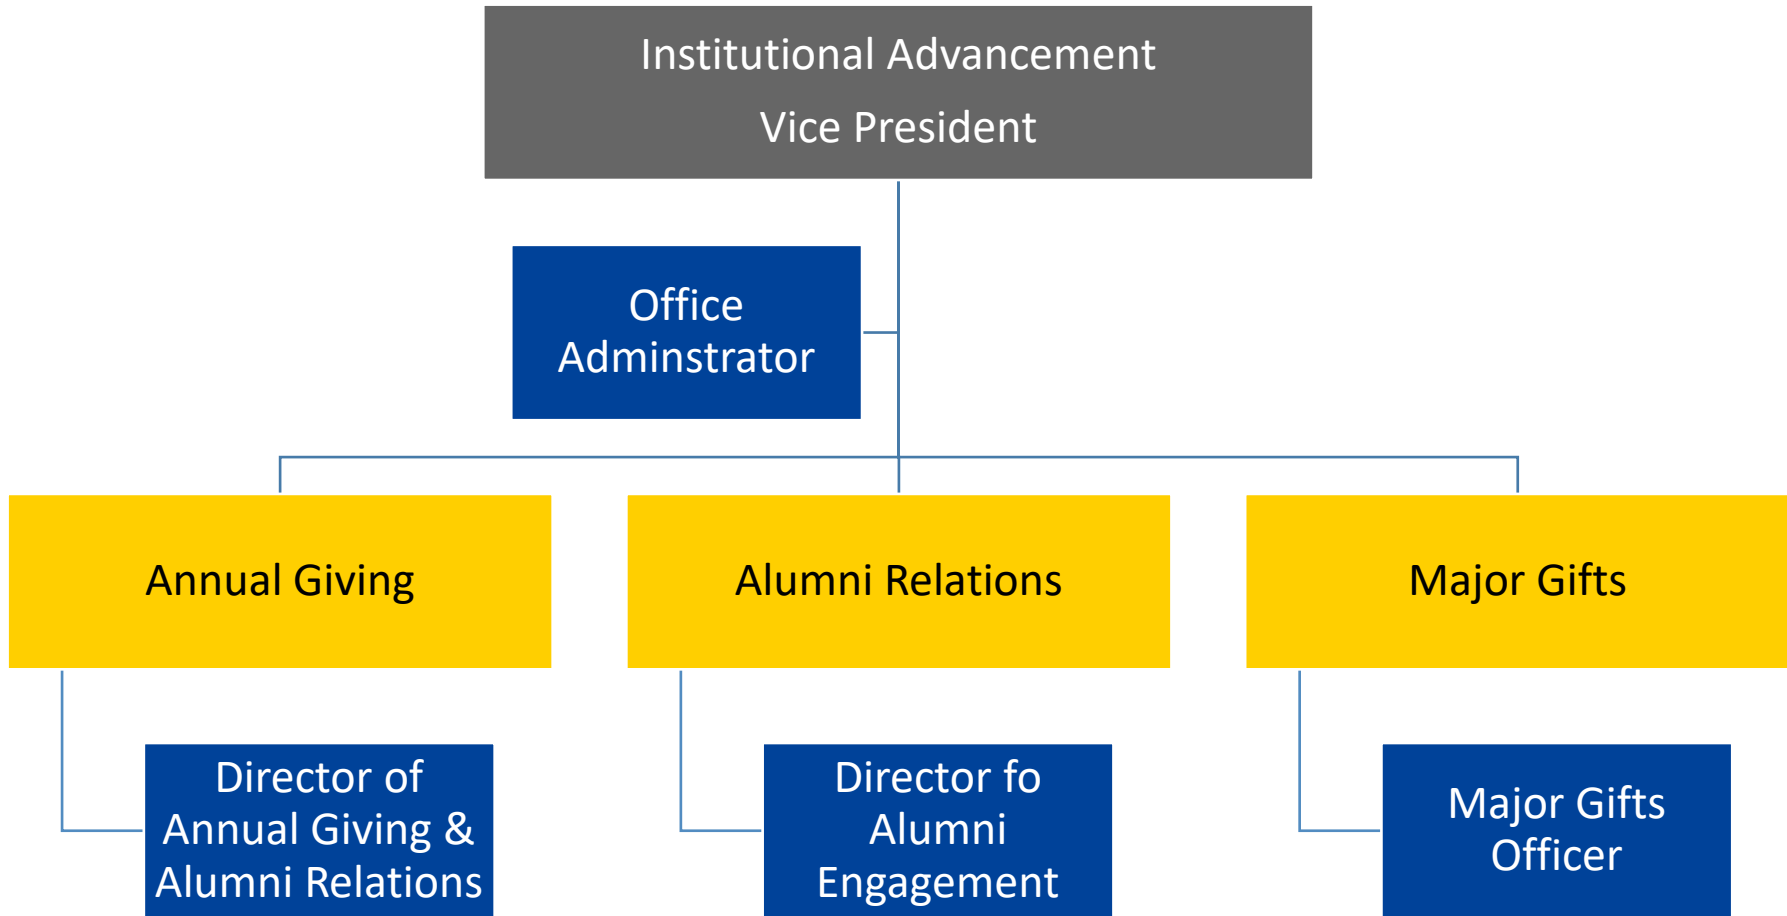 Institutional Advancement
Vice President
Office
Adminstrator
Annual Giving
Alumni Relations
Major Gifts
Director of
Annual Giving &
Alumni Relations
Director fo
Alumni
Engagement
Major Gifts
Officer